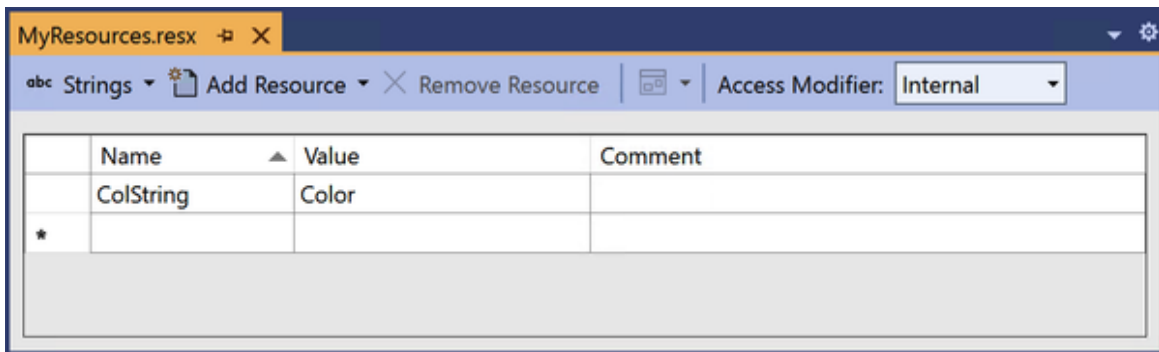 MyResources.resx
abc Strings Add Resource Remove Resource Access Modifier: Internal
Name Value Comment
ColString Color
*